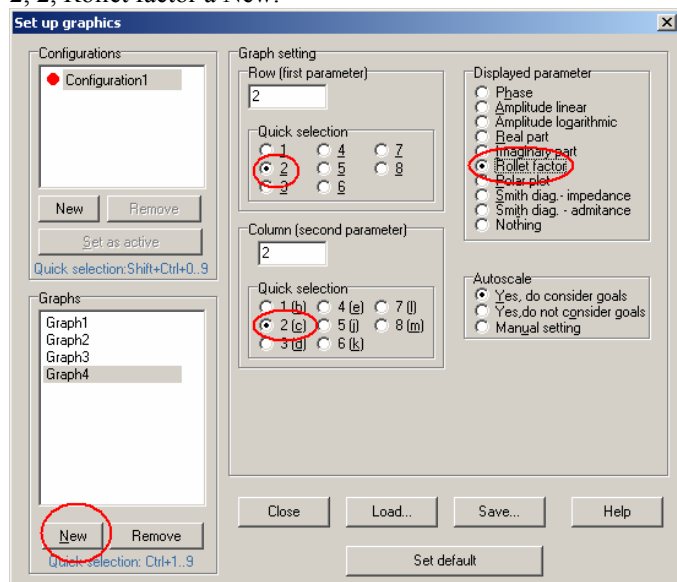 2, 2, Rollet factor a New.
Set up graphics
Configurations
Configuration1
New Remove
Set as active
Quick selection:Shift+Ctrl+0..9
Graphs
Graph1
Graph2
Graph3
Graph4
New Remove
Quick selection: Ctrl+1..9
Graph setting
Row (first parameter)
2
Quick selection
1 4 7
2 5 8
3 6
Column (second parameter)
2
Quick selection
1 (b) 4 (e) 7 (l)
2 (c) 5 (j) 8 (m)
3 (d) 6 (k)
Displayed parameter
Phase
Amplitude linear
Amplitude logarithmic
Real part
Imaginary part
Rollet factor
Polar plot
Smith diag.- impedance
Smith diag. - admitance
Nothing
Autoscale
Yes, do consider goals
Yes,do not consider goals
Manual setting
Close Load... Save... Help
Set default